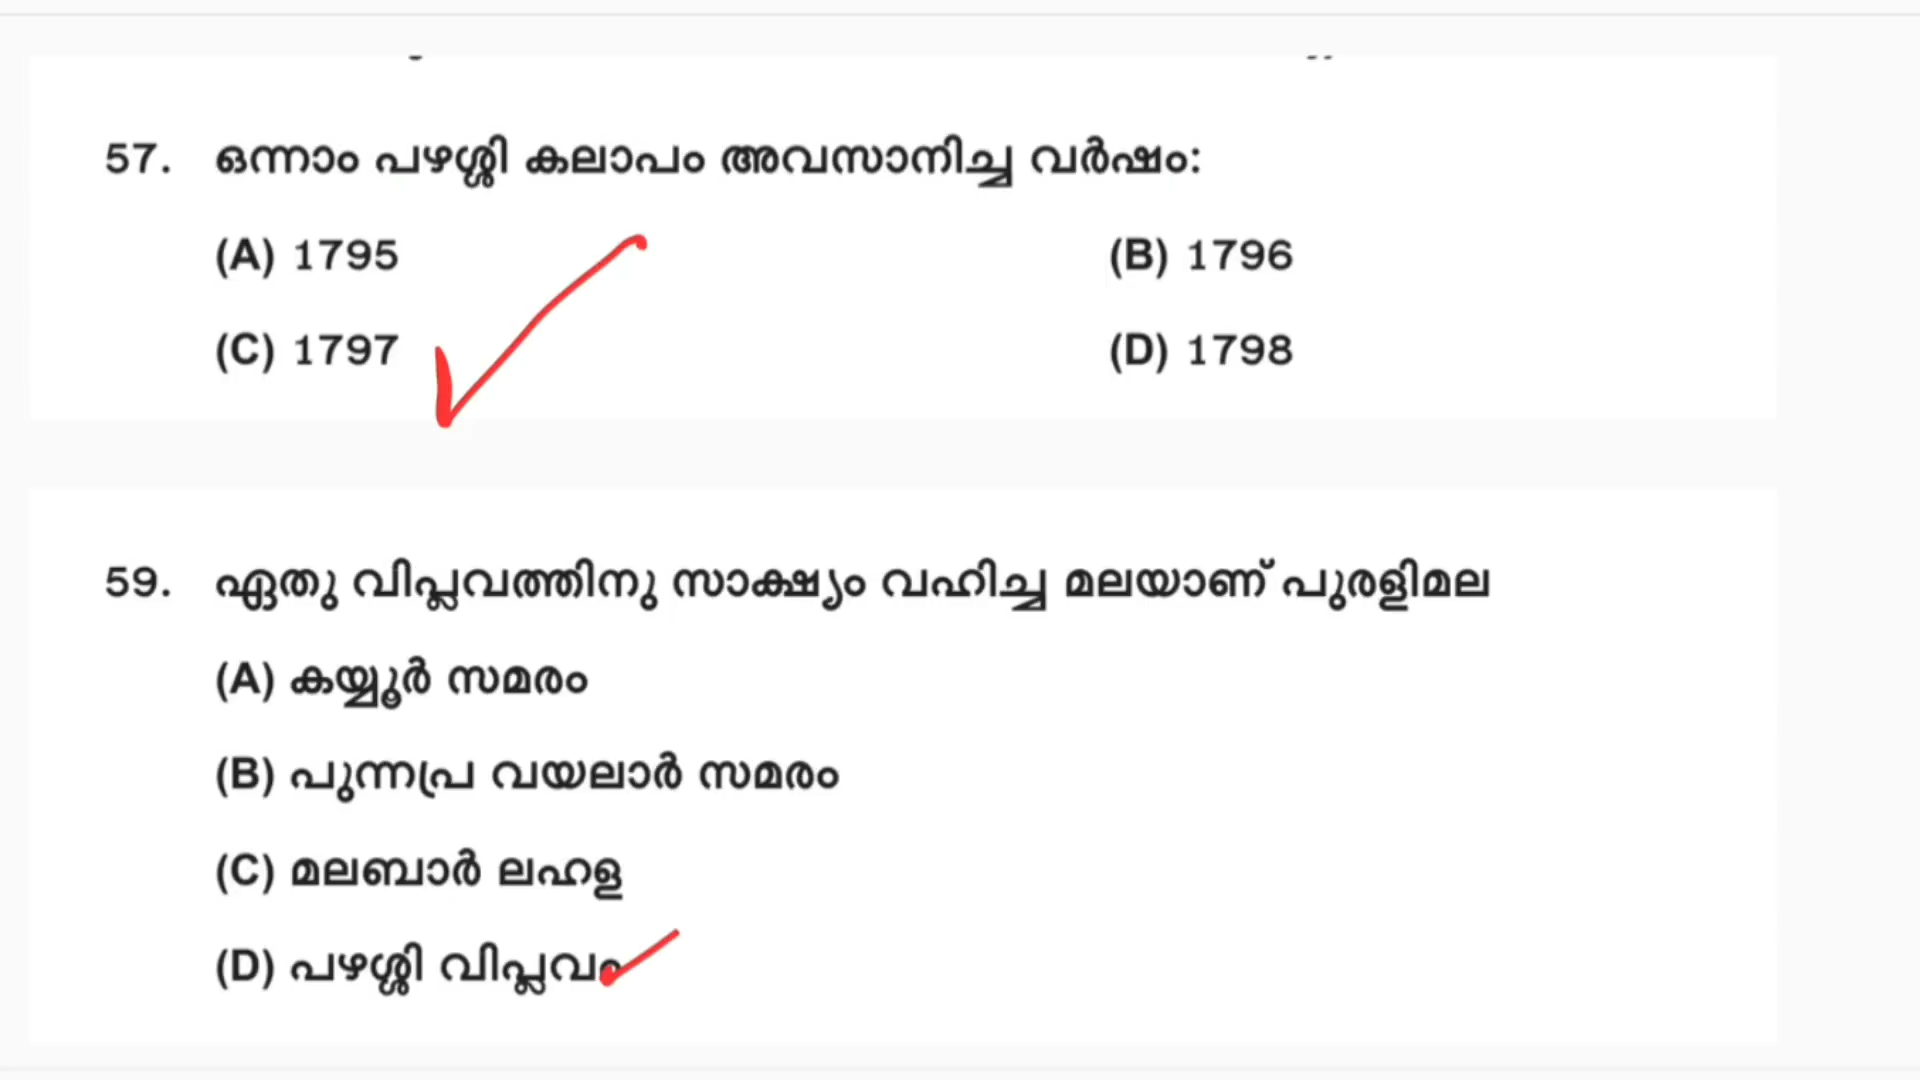 57. ഒന്നാം പഴശ്ശി കലാപം അവസാനിച്ച വർഷം:
(A) 1795 (B) 1796
(C) 1797 (D) 1798
59. ഏതു വിപ്ലവത്തിനു സാക്ഷ്യം വഹിച്ച മലയാണ് പുരളിമല
(A) കയ്യൂർ സമരം
(B) പുന്നപ്ര വയലാർ സമരം
(C) മലബാർ ലഹള
(D) പഴശ്ശി വിപ്ലവം